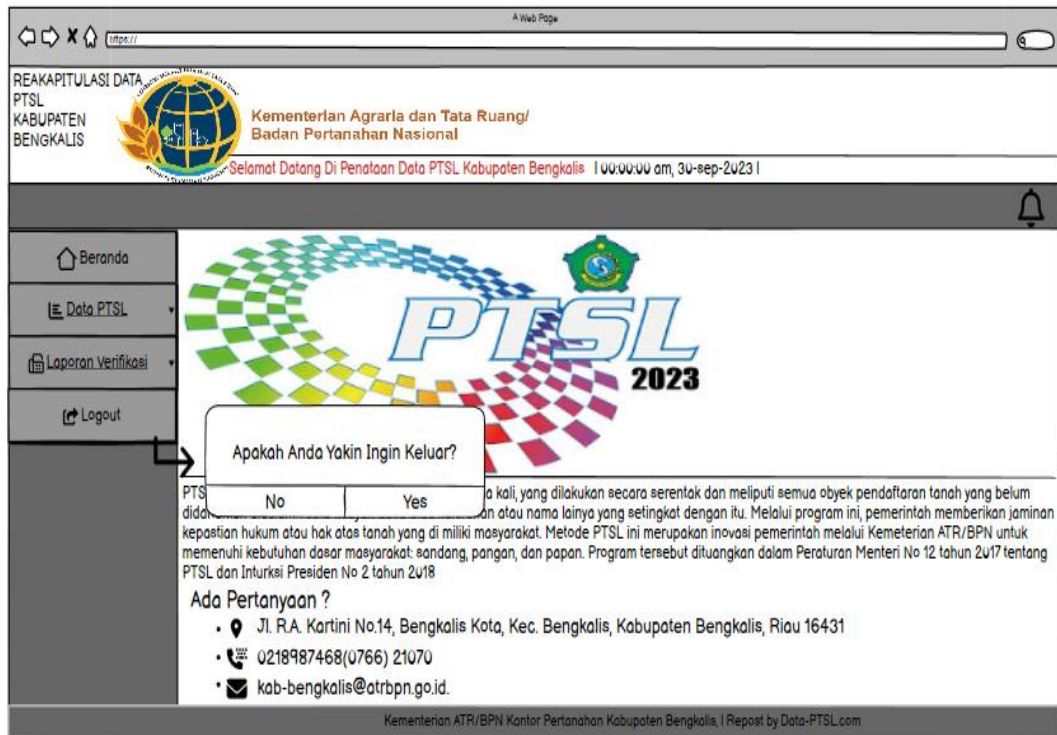 A Web Page
https://
REAKAPITULASI DATA
PTSL
KABUPATEN
BENGKALIS
Kementerian Agraria dan Tata Ruang/
Badan Pertanahan Nasional
Selamat Datang Di Penataan Data PTSL Kabupaten Bengkalis | 00:00:00 am, 30-sep-2023 |
Beranda
Data PTSL
Laporan Verifikasi
Logout
PTSL
2023
Apakah Anda Yakin Ingin Keluar?
No Yes
PTS a kali, yang dilakukan secara serentak dan meliputi semua obyek pendaftaran tanah yang belum
an atau nama lainya yang setingkat dengan itu. Melalui program ini, pemerintah memberikan jaminan
kepastian hukum atau hak atas tanah yang di miliki masyarakat. Metode PTSL ini merupakan inovasi pemerintah melalui Kemeterian ATR/BPN untuk
memenuhi kebutuhan dasar masyarakat: sandang, pangan, dan papan. Program tersebut dituangkan dalam Peraturan Menteri No 12 tahun 2017 tentang
PTSL dan Inturksi Presiden No 2 tahun 2018
Ada Pertanyaan ?
• Jl. R.A. Kartini No.14, Bengkalis Kota, Kec. Bengkalis, Kabupaten Bengkalis, Riau 16431
• 0218987468(0766) 21070
• kab-bengkalis@atrbpn.go.id.
Kementerian ATR/BPN Kantor Pertanahan Kabupaten Bengkalis, | Repost by Data-PTSL.com